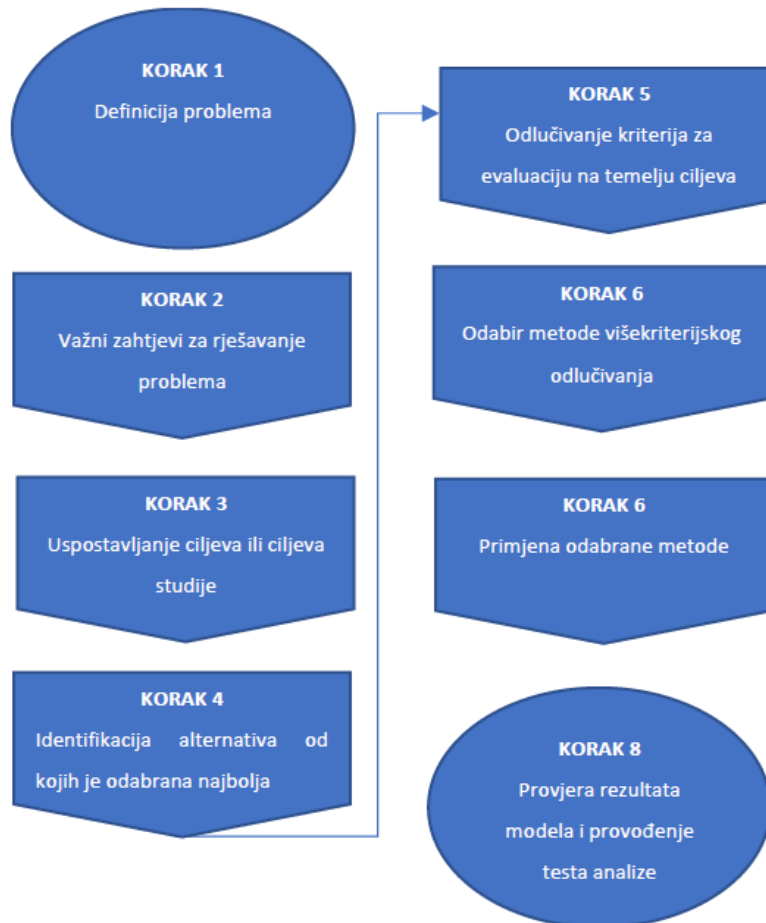 KORAK 1
Definicija problema
KORAK 2
Važni zahtjevi za rješavanje
problema
KORAK 3
Uspostavljanje ciljeva ili ciljeva
studije
KORAK 4
Identifikacija alternativa od
kojih je odabrana najbolja
KORAK 5
Odlučivanje kriterija za
evaluaciju na temelju ciljeva
KORAK 6
Odabir metode višekriterijskog
odlučivanja
KORAK 6
Primjena odabrane metode
KORAK 8
Provjera rezultata
modela i provođenje
testa analize